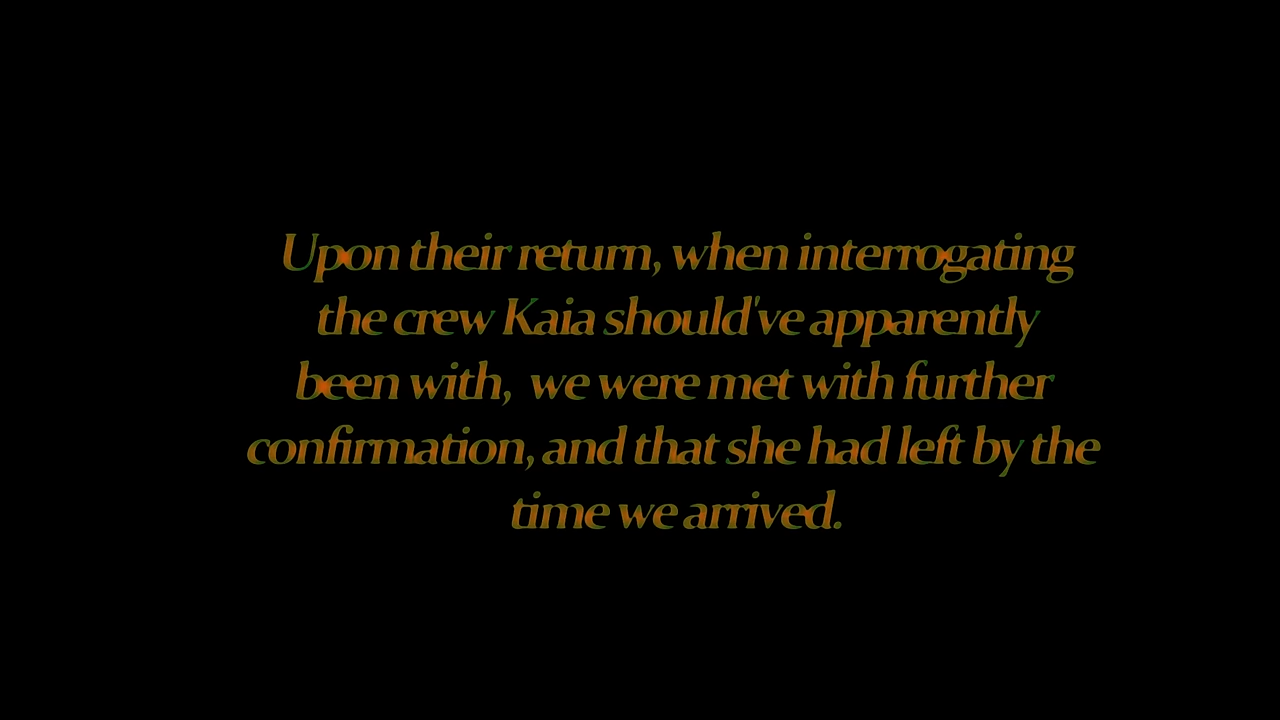 Upon their return, when interrogating
the crew Kaia should've apparently
been with,  we were met with further
confirmation, and that she had left by the
time we arrived.